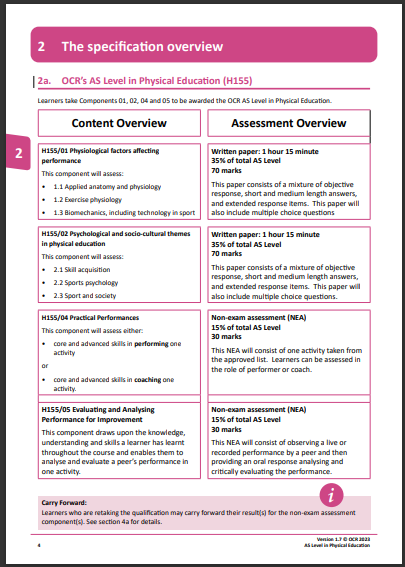 2 The specification overview
2a. OCR's AS Level in Physical Education (H155)
Learners take Components 01, 02, 04 and 05 to be awarded the OCR AS Level in Physical Education.
Content Overview
Assessment Overview
2
H155/01 Physiological factors affecting
performance
This component will assess:
• 1.1 Applied anatomy and physiology
• 1.2 Exercise physiology
• 1.3 Biomechanics, including technology in sport
Written paper: 1 hour 15 minute
35% of total AS Level
70 marks
This paper consists of a mixture of objective
response, short and medium length answers,
and extended response items. This paper will
also include multiple choice questions
H155/02 Psychological and socio-cultural themes
in physical education
This component will assess:
• 2.1 Skill acquisition
• 2.2 Sports psychology
• 2.3 Sport and society
Written paper: 1 hour 15 minute
35% of total AS Level
70 marks
This paper consists of a mixture of objective
response, short and medium length answers,
and extended response items. This paper will
also include multiple choice questions.
H155/04 Practical Performances
This component will assess either:
• core and advanced skills in performing one
activity
or
• core and advanced skills in coaching one
activity.
Non-exam assessment (NEA)
15% of total AS Level
30 marks
This NEA will consist of one activity taken from
the approved list. Learners can be assessed in
the role of performer or coach.
H155/05 Evaluating and Analysing
Performance for Improvement
This component draws upon the knowledge,
understanding and skills a learner has learnt
throughout the course and enables them to
analyse and evaluate a peer's performance in
one activity.
Non-exam assessment (NEA)
15% of total AS Level
30 marks
This NEA will consist of observing a live or
recorded performance by a peer and then
providing an oral response analysing and
critically evaluating the performance.
i
Carry Forward:
Learners who are retaking the qualification may carry forward their result(s) for the non-exam assessment
component(s). See section 4a for details.
4
Version 1.7 © OCR 2023
AS Level in Physical Education